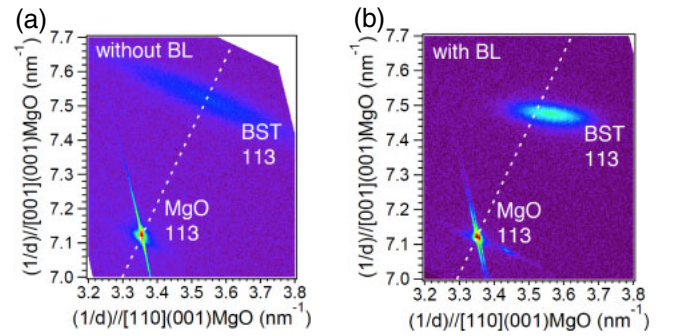 (a)
7.7
7.6
7.5
7.4
7.3
7.2
7.1
7.0
(1/d)//[001](001)MgO (nm⁻¹)
without BL
BST
113
MgO
113
3.2 3.3 3.4 3.5 3.6 3.7 3.8
(1/d)//[110](001)MgO (nm⁻¹)
(b)
7.7
7.6
7.5
7.4
7.3
7.2
7.1
7.0
(1/d)//[001](001)MgO (nm⁻¹)
with BL
BST
113
MgO
113
3.2 3.3 3.4 3.5 3.6 3.7 3.8
(1/d)//[110](001)MgO (nm⁻¹)